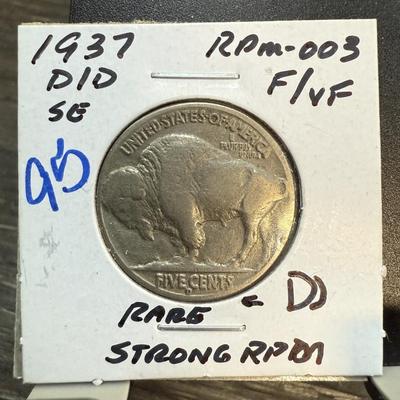 1937 RPM-003
D/D F/VF
SE
95
UNITED STATES OF AMERICA
E PLURIBUS UNUM
FIVE CENTS
D
RARE - D
STRONG RPM